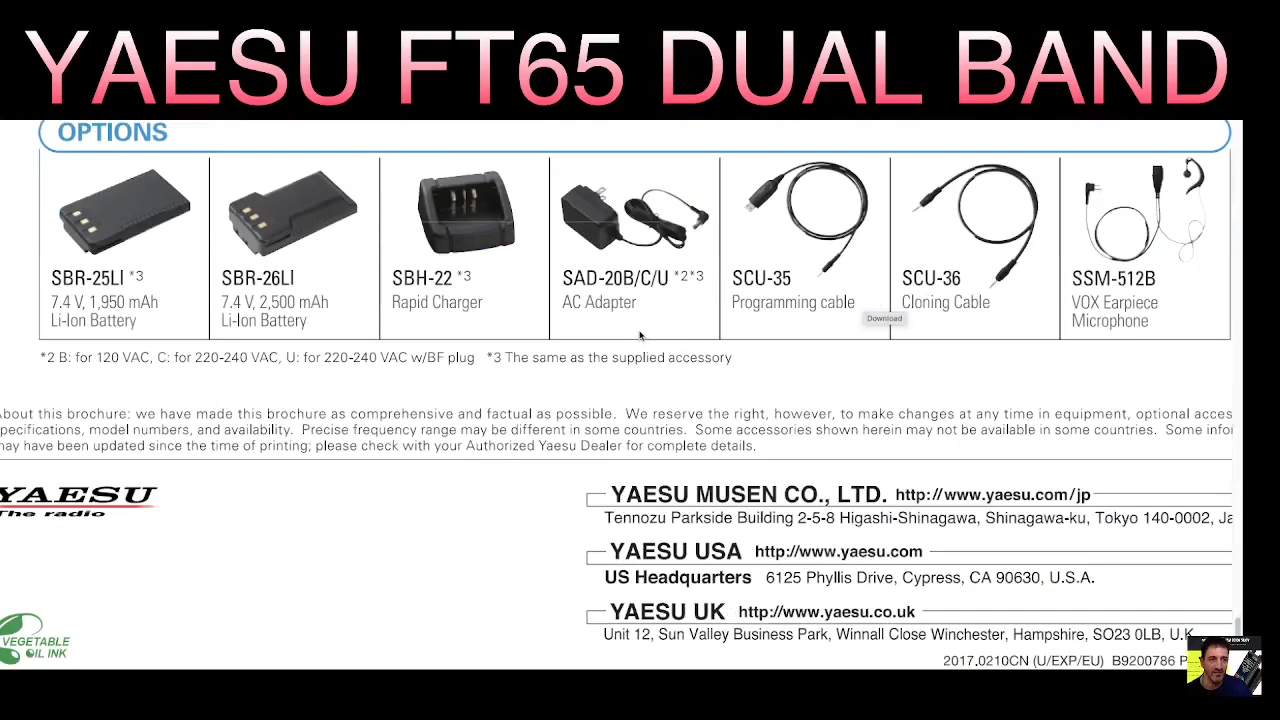 YAESU FT65 DUAL BAND
OPTIONS
SBR-25LI *3
7.4 V, 1,950 mAh
Li-Ion Battery
SBR-26LI
7.4 V, 2,500 mAh
Li-Ion Battery
SBH-22 *3
Rapid Charger
SAD-20B/C/U *2*3
AC Adapter
SCU-35
Programming cable
SCU-36
Cloning Cable
SSM-512B
VOX Earpiece
Microphone
Download
*2 B: for 120 VAC, C: for 220-240 VAC, U: for 220-240 VAC w/BF plug *3 The same as the supplied accessory
About this brochure: we have made this brochure as comprehensive and factual as possible. We reserve the right, however, to make changes at any time in equipment, optional acces
specifications, model numbers, and availability. Precise frequency range may be different in some countries. Some accessories shown herein may not be available in some countries. Some infor
may have been updated since the time of printing; please check with your Authorized Yaesu Dealer for complete details.
YAESU
The radio
YAESU MUSEN CO., LTD. http://www.yaesu.com/jp
Tennozu Parkside Building 2-5-8 Higashi-Shinagawa, Shinagawa-ku, Tokyo 140-0002, Ja
YAESU USA http://www.yaesu.com
US Headquarters 6125 Phyllis Drive, Cypress, CA 90630, U.S.A.
YAESU UK http://www.yaesu.co.uk
Unit 12, Sun Valley Business Park, Winnall Close Winchester, Hampshire, SO23 0LB, U.K
VEGETABLE
OIL INK
2017.0210CN (U/EXP/EU) B9200786 P